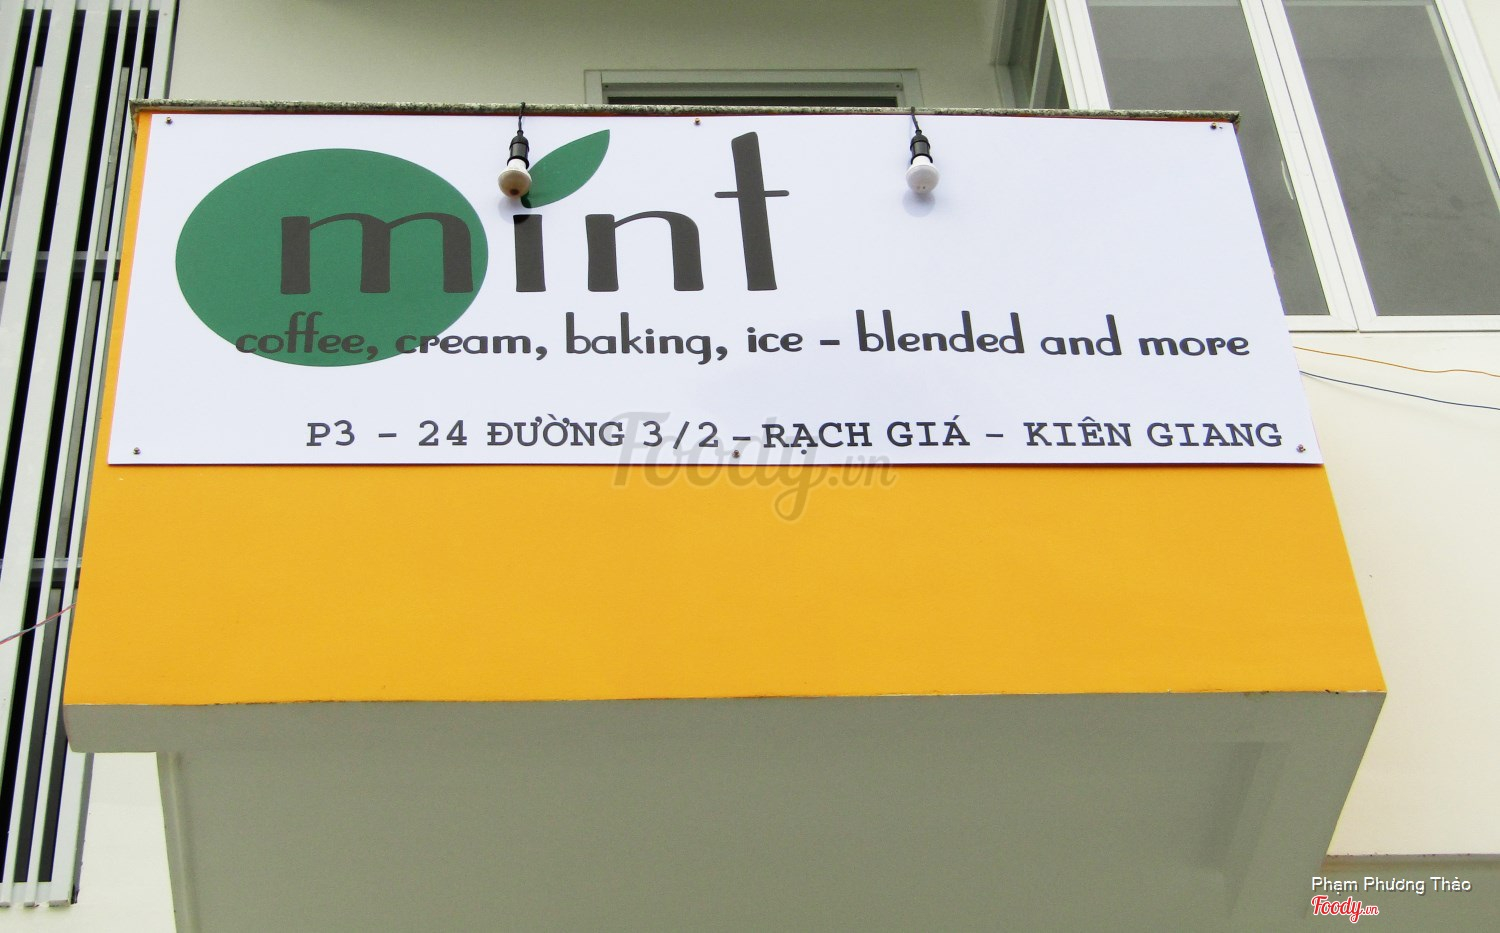 mint
coffee, cream, baking, ice - blended and more
P3 - 24 ĐƯỜNG 3/2 - RẠCH GIÁ - KIÊN GIANG
Foody.vn
Phạm Phương Thảo
Foody.vn